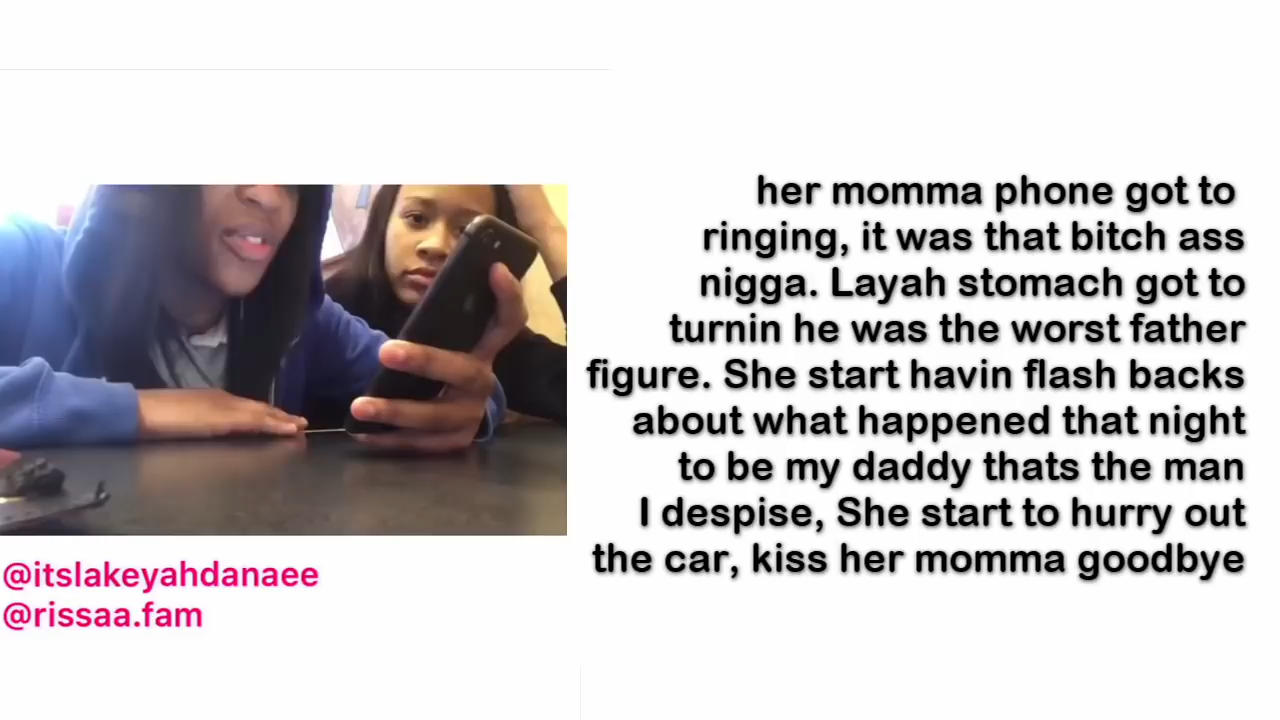 her momma phone got to
ringing, it was that bitch ass
nigga. Layah stomach got to
turnin he was the worst father
figure. She start havin flash backs
about what happened that night
to be my daddy thats the man
I despise, She start to hurry out
the car, kiss her momma goodbye
@itslakeyahdanaee
@rissaa.fam